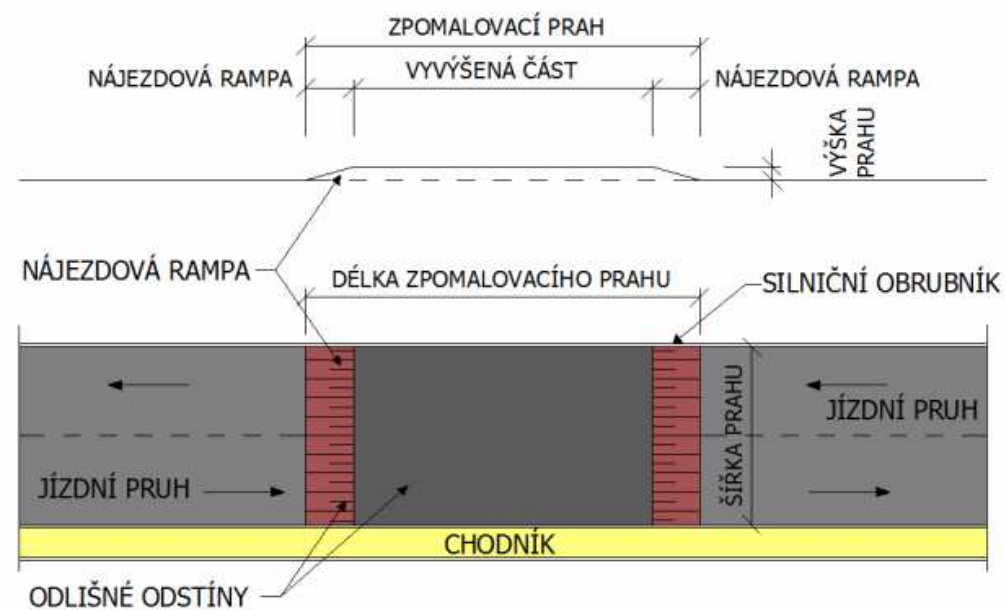 ZPOMALOVACÍ PRAH
NÁJEZDOVÁ RAMPA
VYVÝŠENÁ ČÁST
NÁJEZDOVÁ RAMPA
VÝŠKA
PRAHU
NÁJEZDOVÁ RAMPA
DÉLKA ZPOMALOVACÍHO PRAHU
SILNIČNÍ OBRUBNÍK
ŠÍŘKA PRAHU
JÍZDNÍ PRUH
JÍZDNÍ PRUH
CHODNÍK
ODLIŠNÉ ODSTÍNY